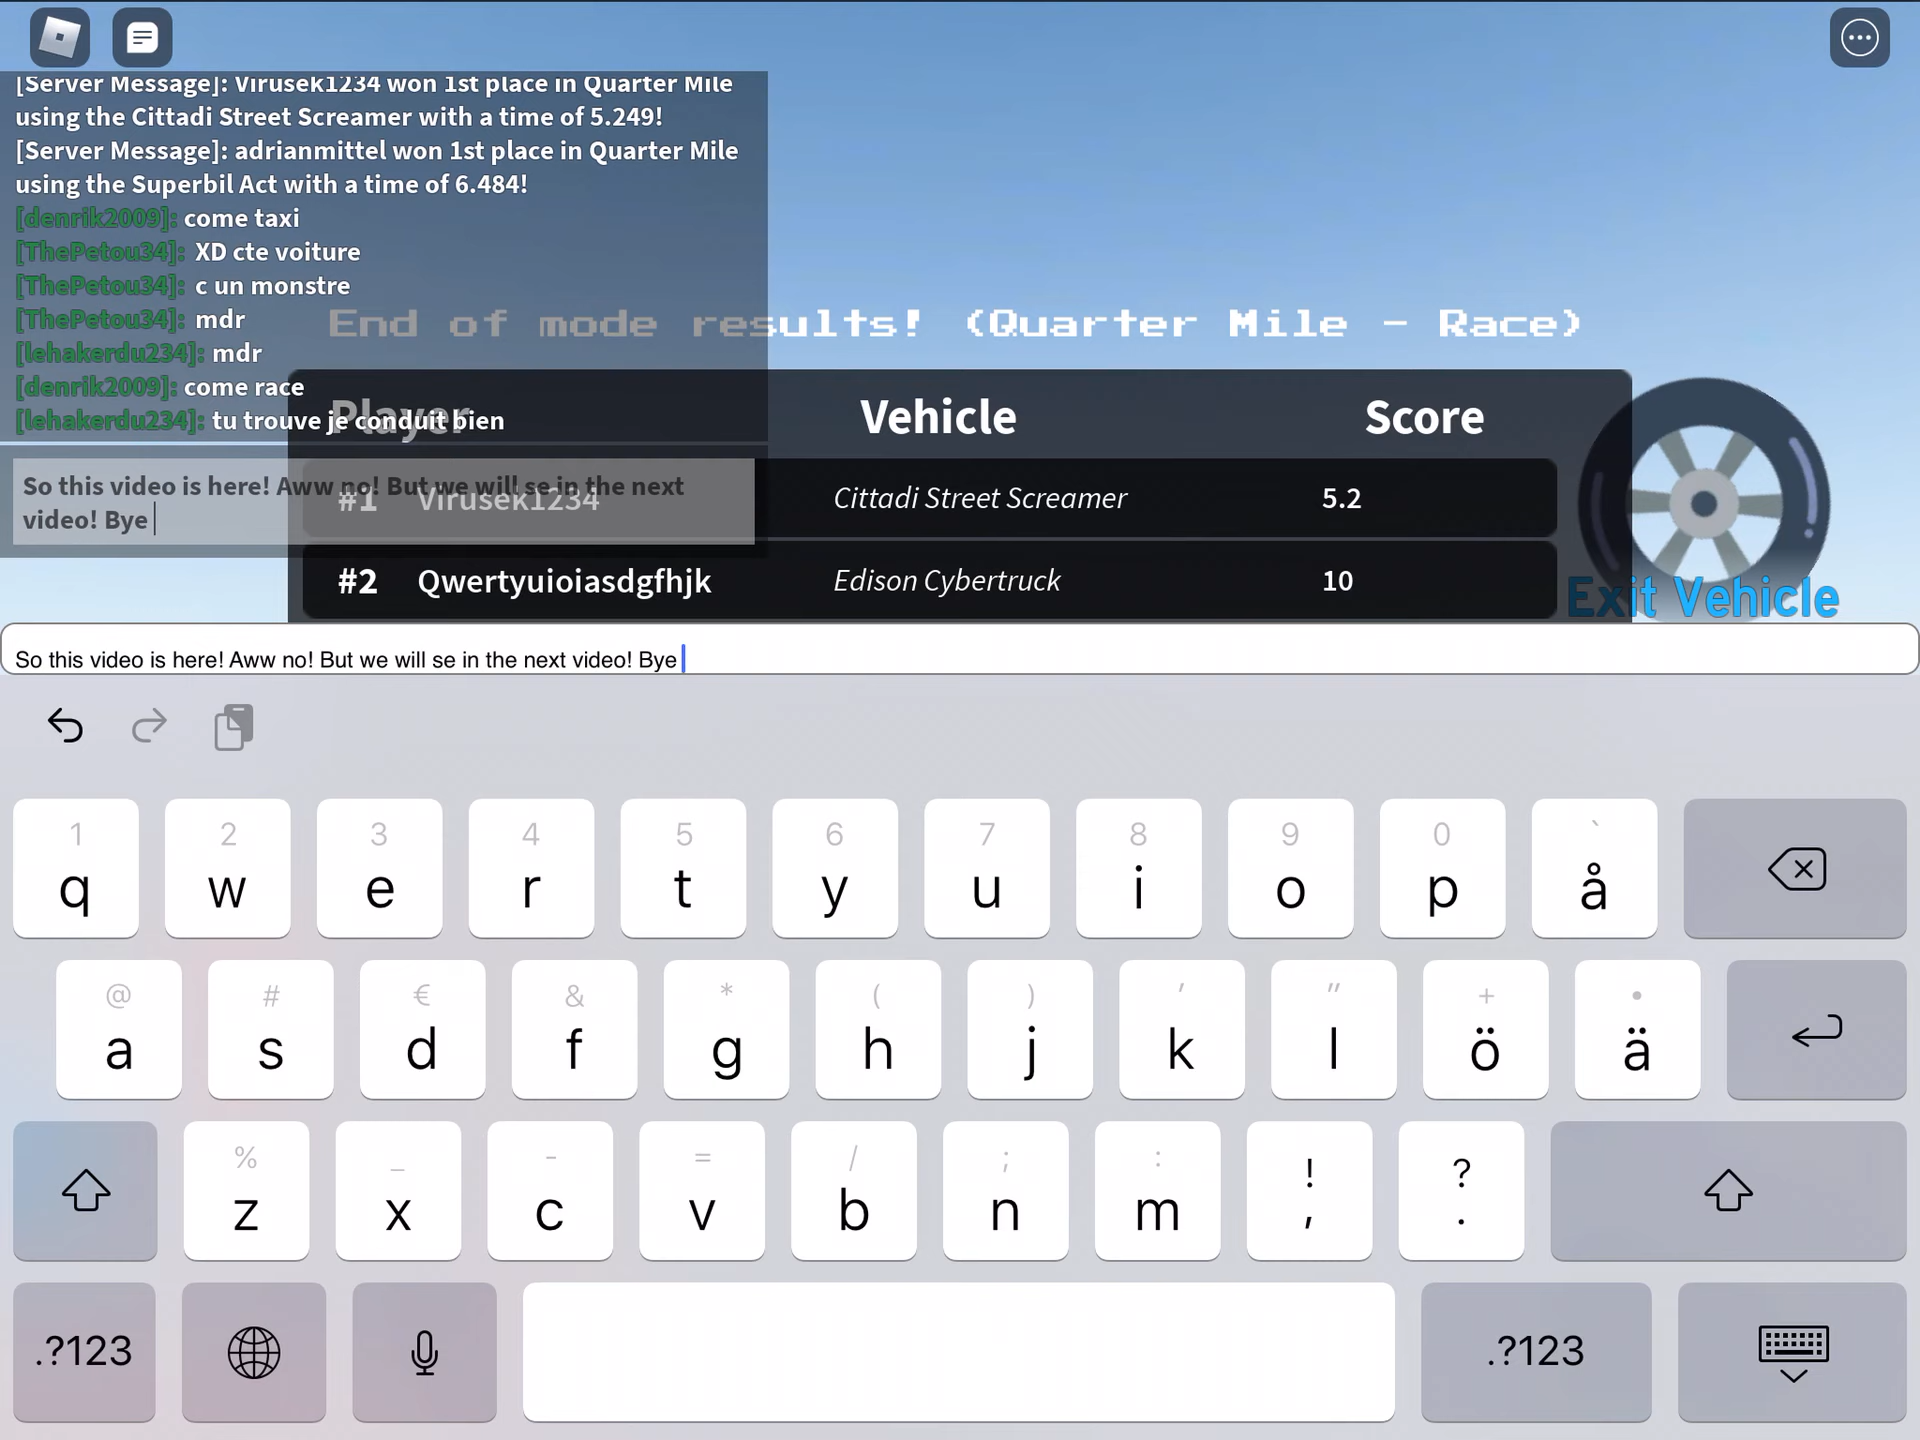 [Server Message]: Virusek1234 won 1st place in Quarter Mile
using the Cittadi Street Screamer with a time of 5.249!
[Server Message]: adrianmittel won 1st place in Quarter Mile
using the Superbil Act with a time of 6.484!
[denrik2009]: come taxi
[ThePetou34]: XD cte voiture
[ThePetou34]: c un monstre
[ThePetou34]: mdr
[lehakerdu234]: mdr
[denrik2009]: come race
[lehakerdu234]: tu trouve je conduit bien
So this video is here! Aww no! But we will se in the next
video! Bye
End of mode results! (Quarter Mile - Race)
Player Vehicle Score
#1 Virusek1234 Cittadi Street Screamer 5.2
#2 Qwertyuioiasdgfhjk Edison Cybertruck 10
Exit Vehicle
So this video is here! Aww no! But we will se in the next video! Bye
1 2 3 4 5 6 7 8 9 0 `
q w e r t y u i o p å
@ # € & * ( ) ' " + •
a s d f g h j k l ö ä
% _ - = / ; : ! ?
z x c v b n m , .
.?123 .?123